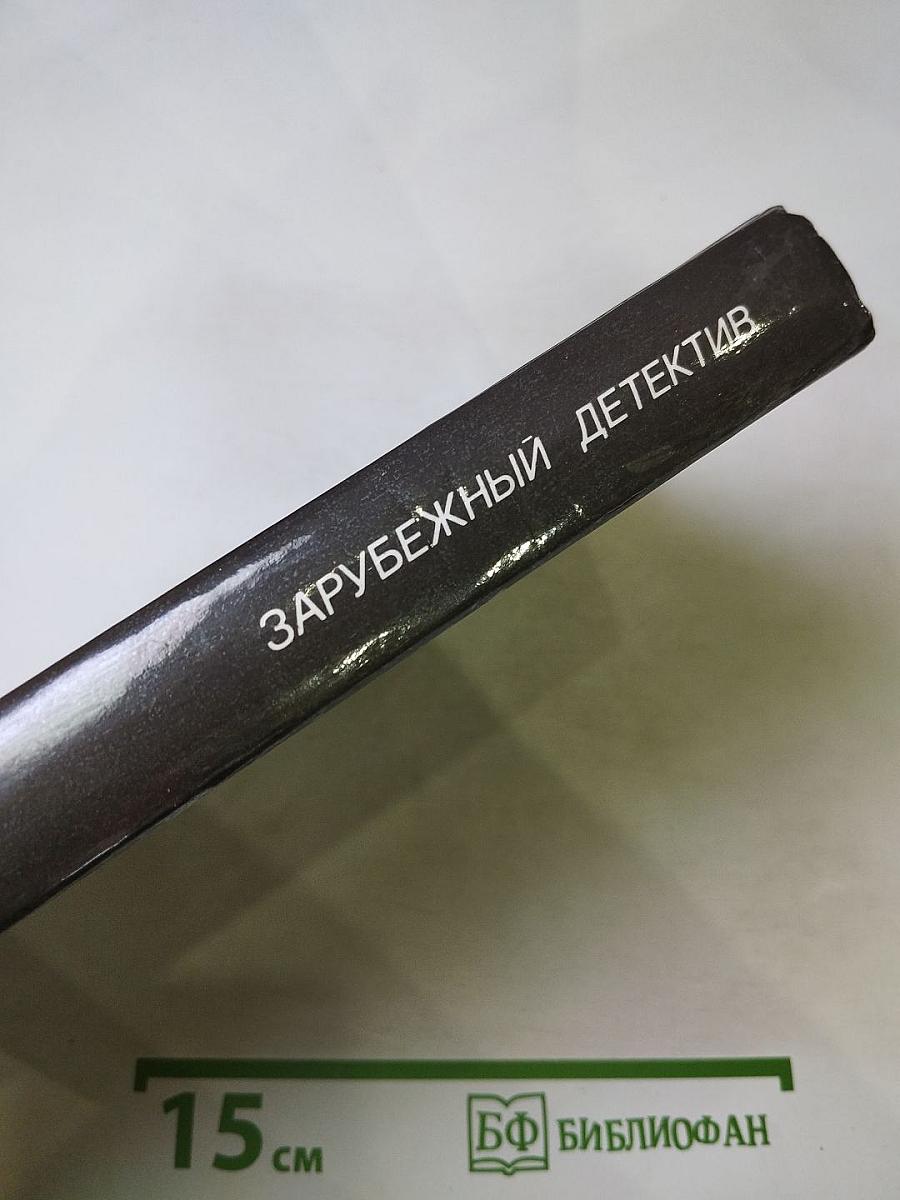 ЗАРУБЕЖНЫЙ ДЕТЕКТИВ
15 см
БФ БИБЛИОФАН